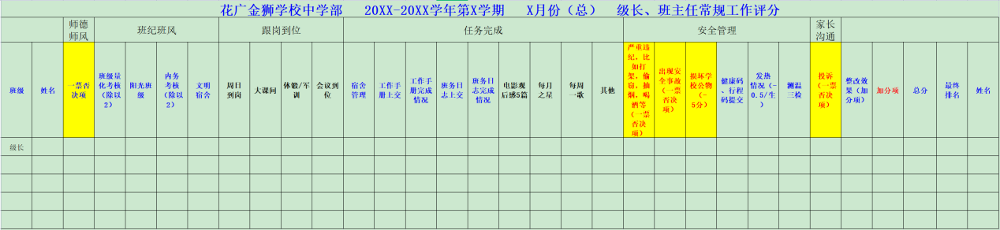 花广金狮学校中学部 20XX-20XX学年第X学期 X月份（总） 级长、班主任常规工作评分
师德
师风
班纪班风
跟岗到位
任务完成
安全管理
家长
沟通
班级
姓名
一票否
决项
班级量
化考核
（除以
2）
阳光班
级
内务
考核
（除以
2）
文明
宿舍
周日
到岗
大课间
体锻/军
训
会议到
位
宿舍
管理
工作手
册上交
工作手
册完成
情况
班务日
志上交
班务日
志完成
情况
电影观
后感5篇
每月
之星
每周
一歌
其他
严重违
纪，比
如打
架，偷
窃，抽
烟，喝
酒等
（一票
否决
项）
出现安
全事故
（一票
否决
项）
损坏学
校公物
（-
5分）
健康码
、行程
码提交
发热
情况（-
0.5/生
）
测温
三检
投诉
（一票
否决
项）
整改效
果（加
分项）
加分项
总分
最终
排名
姓名
级长